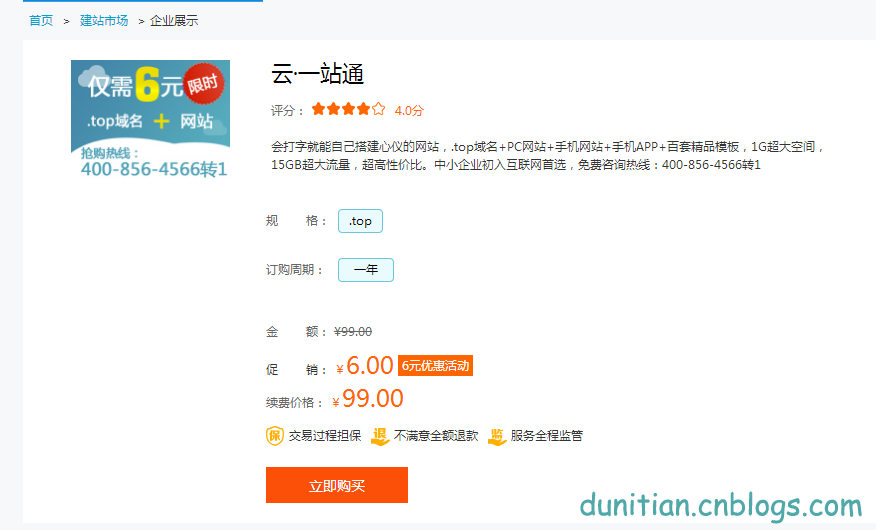 首页 > 建站市场 > 企业展示
仅需6元 限时
.top域名 + 网站
抢购热线：
400-856-4566转1
云·一站通
评分： 4.0分
会打字就能自己搭建心仪的网站，.top域名+PC网站+手机网站+手机APP+百套精品模板，1G超大空间，
15GB超大流量，超高性价比。中小企业初入互联网首选，免费咨询热线：400-856-4566转1
规 格： .top
订购周期： 一年
金 额： ¥99.00
促 销： ¥6.00 6元优惠活动
续费价格： ¥99.00
保 交易过程担保 退 不满意全额退款 监 服务全程监管
立即购买
dunitian.cnblogs.com